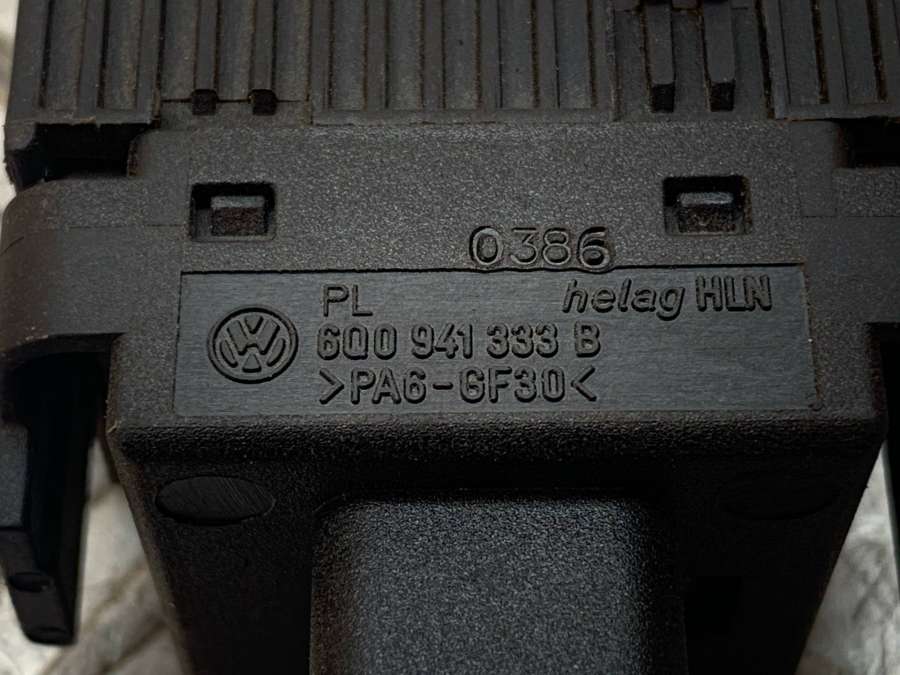 0386
PL helag HLN
6Q0 941 333 B
>PA6-GF30<